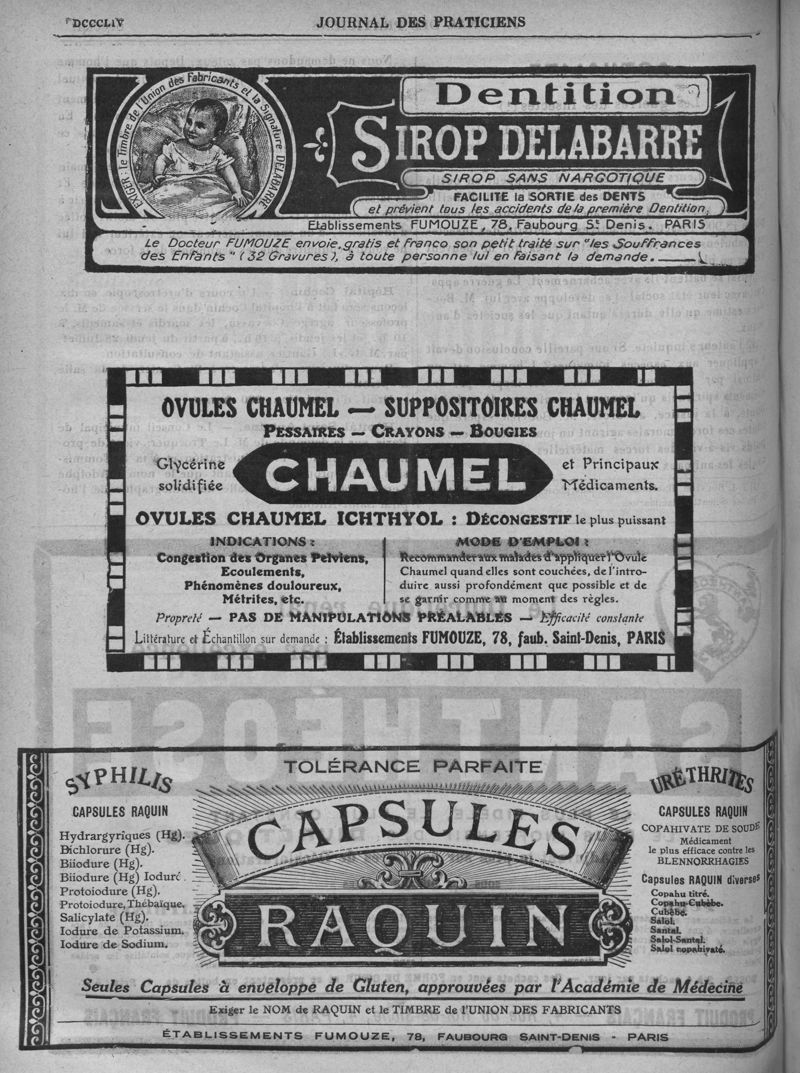 DCCCLIV
JOURNAL DES PRATICIENS
EXIGER : le Timbre de l'Union des Fabricants et la Signature DELABARRE
Dentition
SIROP DELABARRE
SIROP SANS NARCOTIQUE
FACILITE la SORTIE des DENTS
et prévient tous les accidents de la première Dentition.
Etablissements FUMOUZE, 78, Faubourg St Denis. PARIS
Le Docteur FUMOUZE envoie gratis et franco son petit traité sur "les Souffrances
des Enfants" (32 Gravures), à toute personne lui en faisant la demande.
OVULES CHAUMEL — SUPPOSITOIRES CHAUMEL
PESSAIRES — CRAYONS — BOUGIES
Glycérine
solidifiée
CHAUMEL
et Principaux
Médicaments.
OVULES CHAUMEL ICHTHYOL : DÉCONGESTIF le plus puissant
INDICATIONS :
Congestion des Organes Pelviens,
Ecoulements,
Phénomènes douloureux,
Métrites, etc.
MODE D'EMPLOI :
Recommander aux malades d'appliquer l'Ovule
Chaumel quand elles sont couchées, de l'intro-
duire aussi profondément que possible et de
se garnir comme au moment des règles.
Propreté — PAS DE MANIPULATIONS PRÉALABLES — Efficacité constante
Littérature et Échantillon sur demande : Établissements FUMOUZE, 78, faub. Saint-Denis, PARIS
SYPHILIS
CAPSULES RAQUIN
Hydrargyriques (Hg).
Bichlorure (Hg).
Biiodure (Hg).
Biiodure (Hg) Ioduré.
Protoiodure (Hg).
Protoiodure, Thébaïque.
Salicylate (Hg).
Iodure de Potassium.
Iodure de Sodium.
TOLÉRANCE PARFAITE
CAPSULES
RAQUIN
URÉTHRITES
CAPSULES RAQUIN
COPAHIVATE DE SOUDE
Médicament
le plus efficace contre les
BLENNORRHAGIES
Capsules RAQUIN diverses
Copahu titré.
Copahu-Cubèbe.
Cubèbe.
Salol.
Santal.
Salol-Santal.
Salol copahivaté.
Seules Capsules à enveloppe de Gluten, approuvées par l'Académie de Médecine
Exiger le NOM de RAQUIN et le TIMBRE de l'UNION DES FABRICANTS
ÉTABLISSEMENTS FUMOUZE, 78, FAUBOURG SAINT-DENIS - PARIS